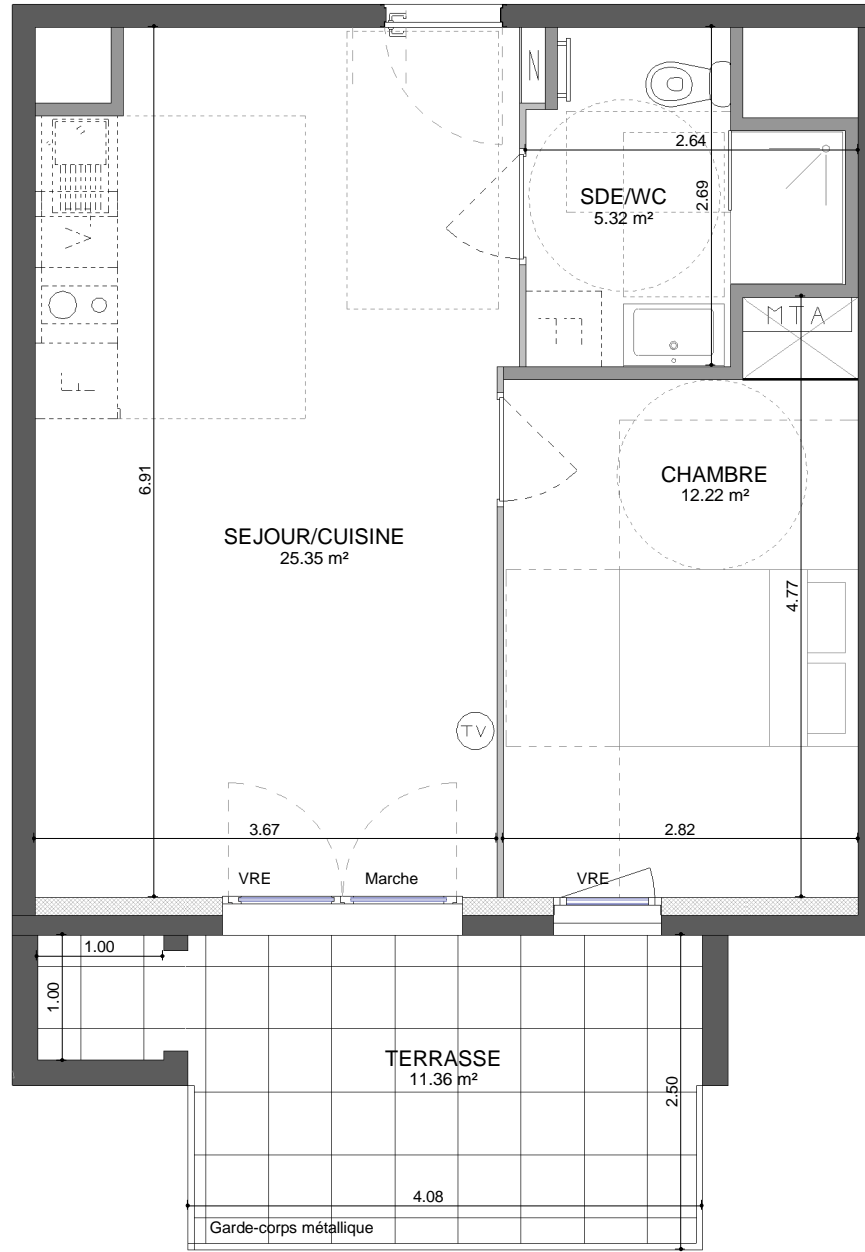 N
2.64
SDE/WC
5.32 m²
2.69
LV
MTA
F
F
CHAMBRE
12.22 m²
6.91
SEJOUR/CUISINE
25.35 m²
4.77
TV
3.67
2.82
VRE
Marche
VRE
1.00
1.00
TERRASSE
11.36 m²
2.50
4.08
Garde-corps métallique